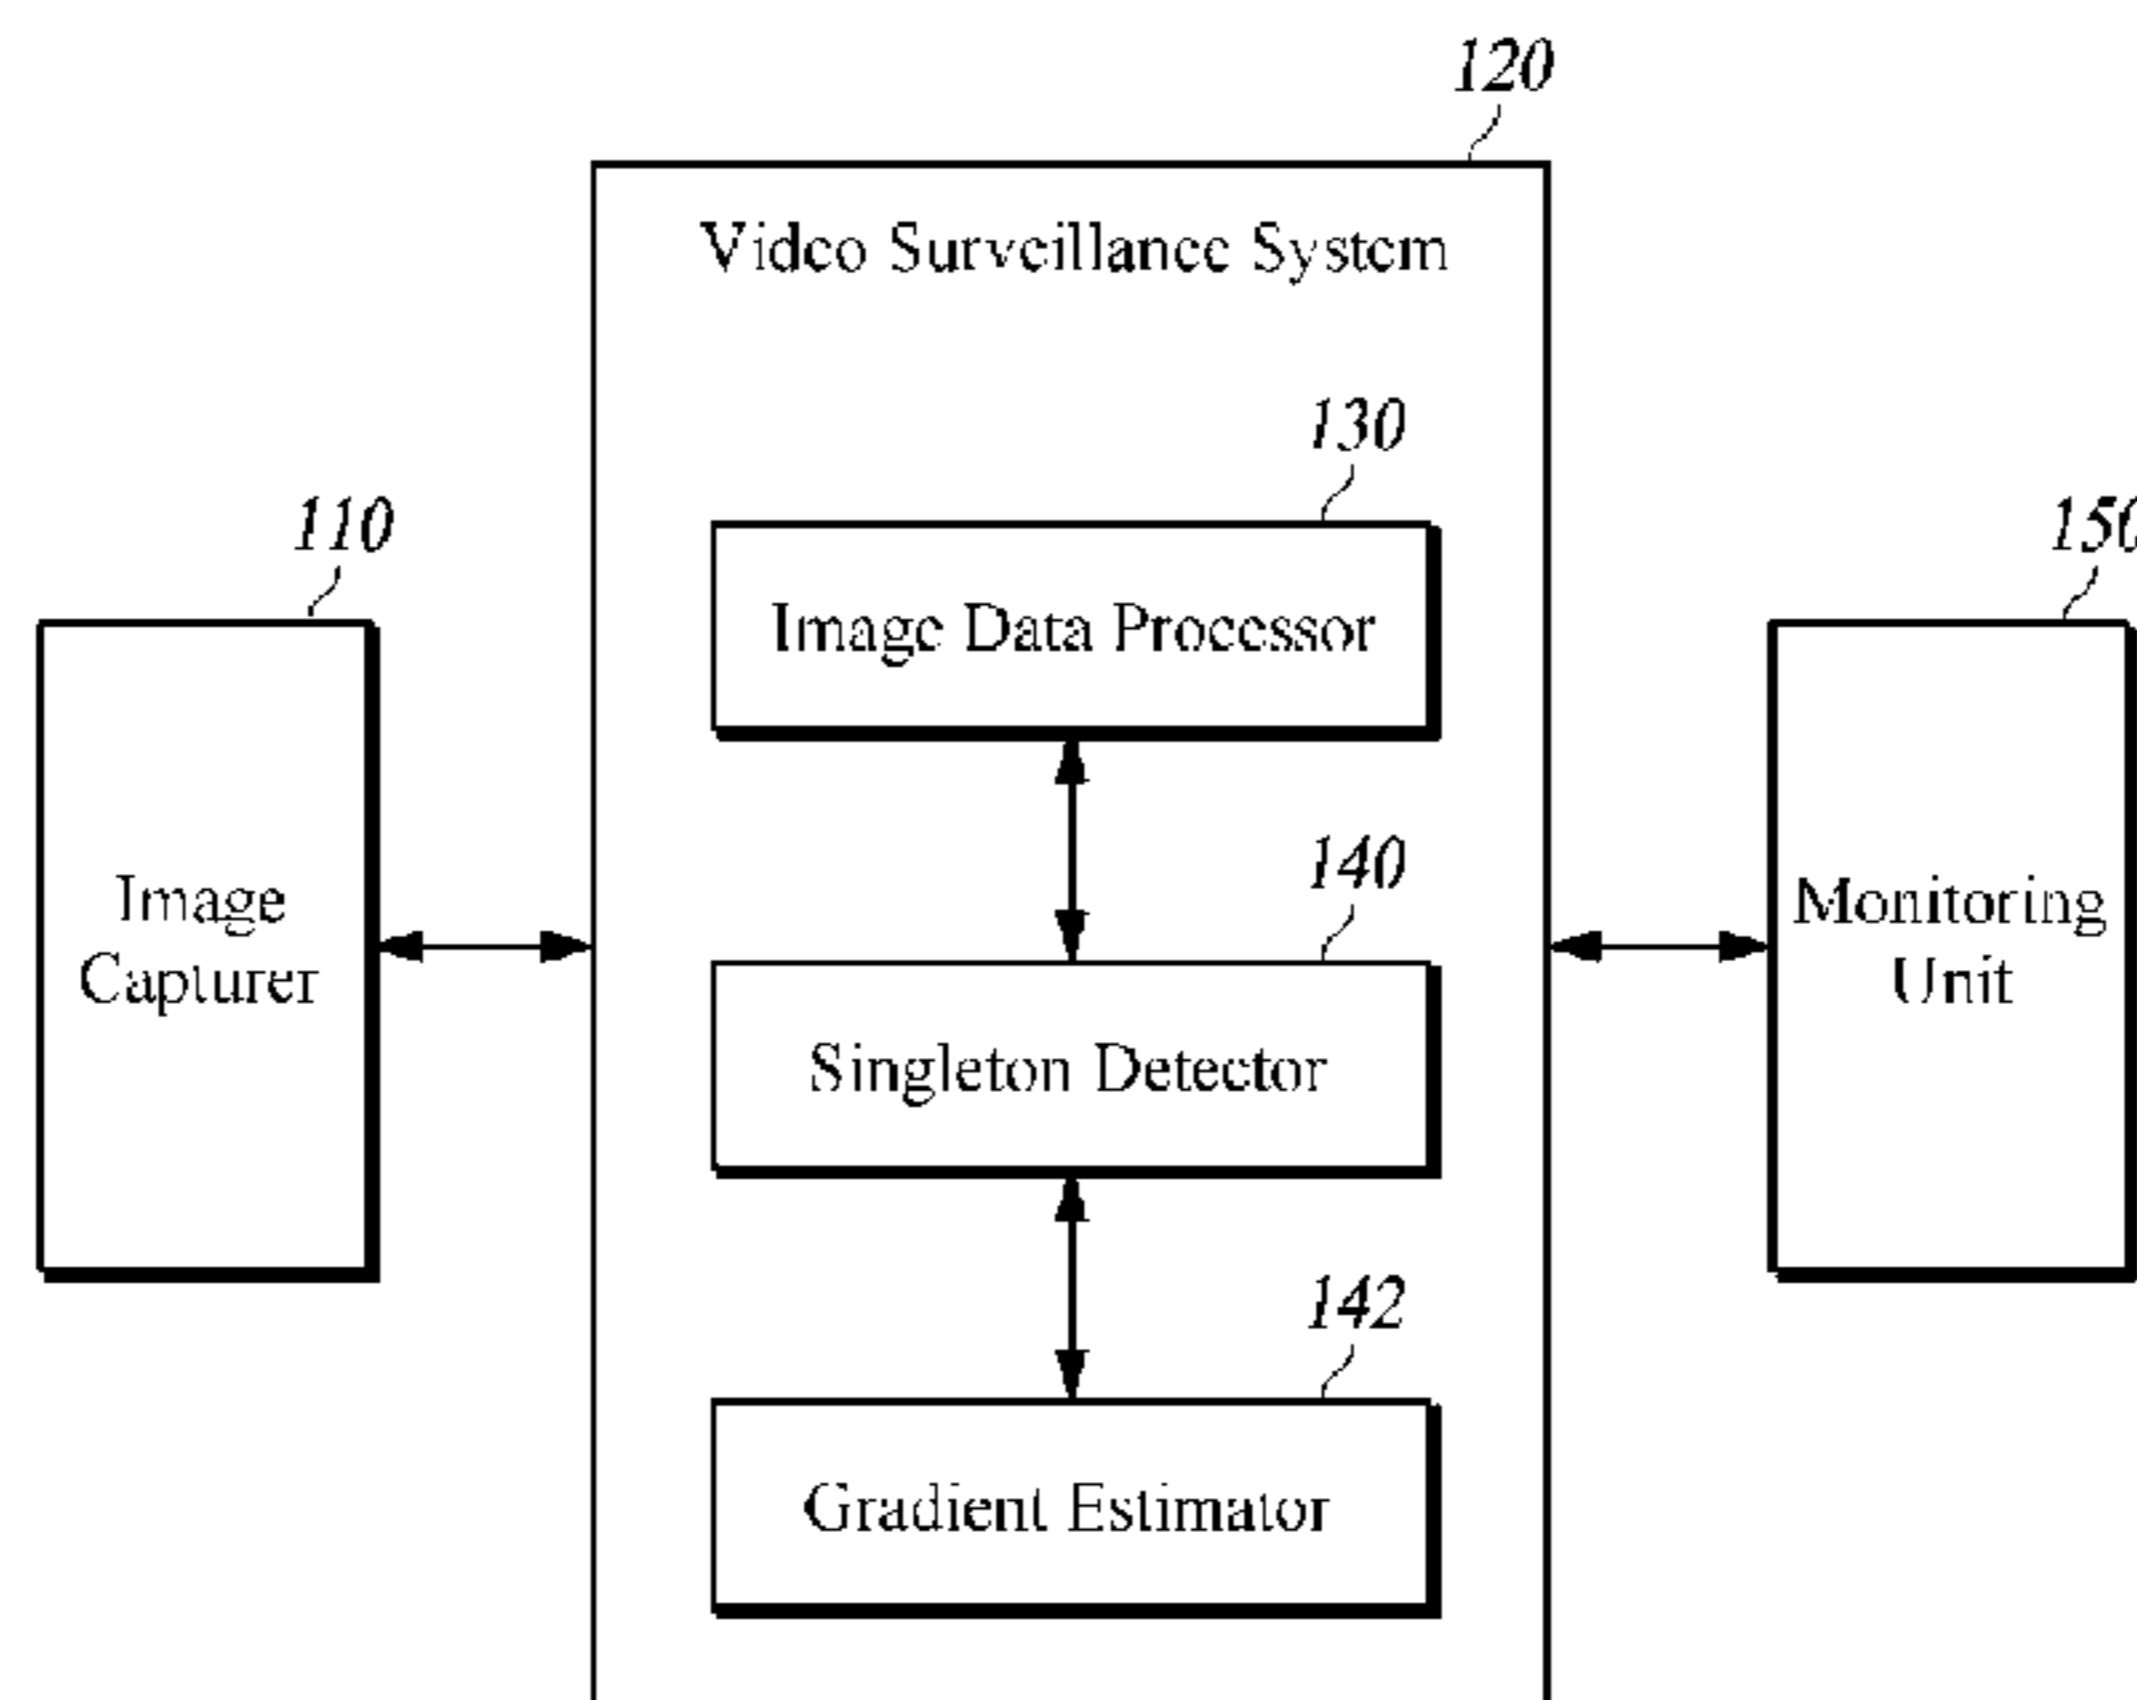 120
Video Surveillance System
130
110
150
Image Data Processor
140
Image
Capturer
Monitoring
Unit
Singleton Detector
142
Gradient Estimator